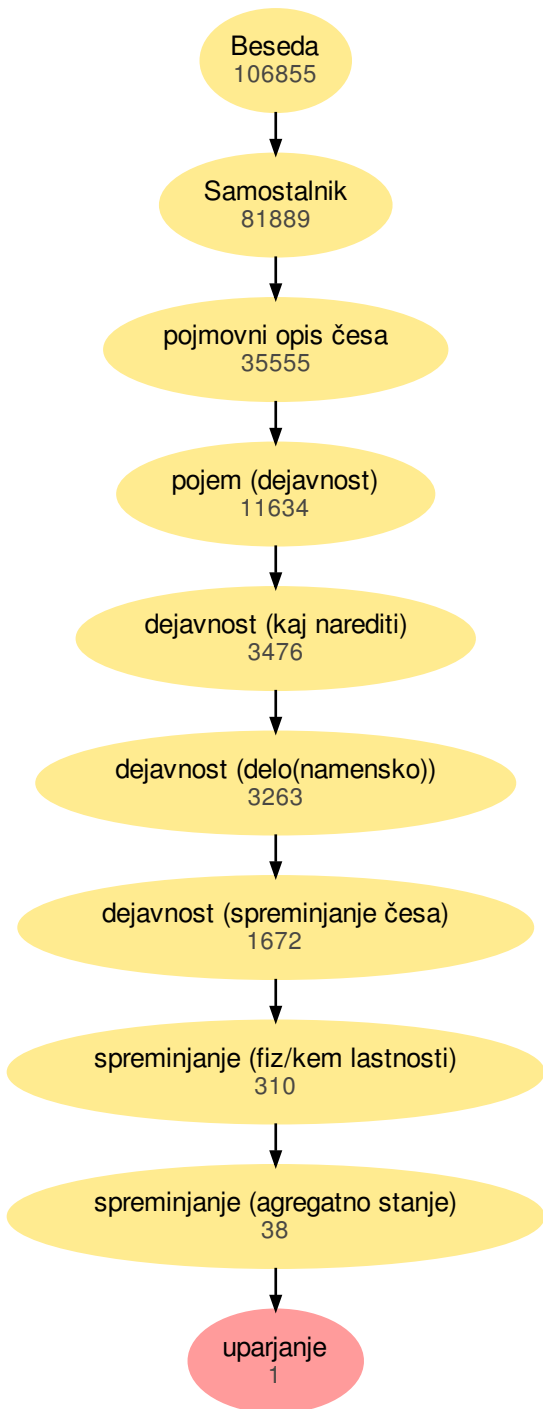 Beseda
106855
Samostalnik
81889
pojmovni opis česa
35555
pojem (dejavnost)
11634
dejavnost (kaj narediti)
3476
dejavnost (delo(namensko))
3263
dejavnost (spreminjanje česa)
1672
spreminjanje (fiz/kem lastnosti)
310
spreminjanje (agregatno stanje)
38
uparjanje
1